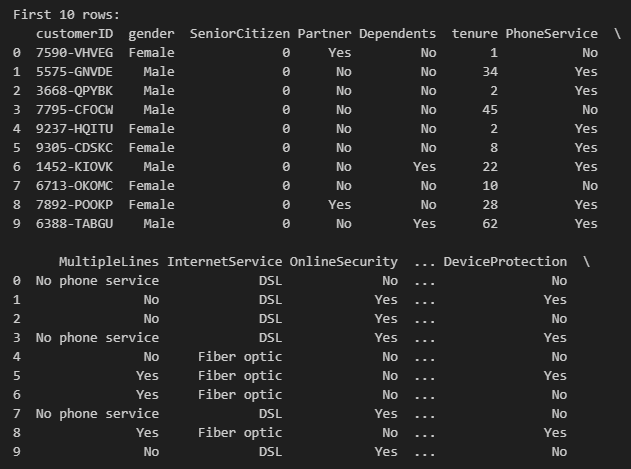 First 10 rows:
   customerID  gender  SeniorCitizen Partner Dependents  tenure PhoneService  \
0  7590-VHVEG  Female              0     Yes         No       1           No
1  5575-GNVDE    Male              0      No         No      34          Yes
2  3668-QPYBK    Male              0      No         No       2          Yes
3  7795-CFOCW    Male              0      No         No      45           No
4  9237-HQITU  Female              0      No         No       2          Yes
5  9305-CDSKC  Female              0      No         No       8          Yes
6  1452-KIOVK    Male              0      No        Yes      22          Yes
7  6713-OKOMC  Female              0      No         No      10           No
8  7892-POOKP  Female              0     Yes         No      28          Yes
9  6388-TABGU    Male              0      No        Yes      62          Yes

      MultipleLines InternetService OnlineSecurity  ... DeviceProtection  \
0  No phone service             DSL             No  ...               No
1                No             DSL            Yes  ...              Yes
2                No             DSL            Yes  ...               No
3  No phone service             DSL            Yes  ...              Yes
4                No     Fiber optic             No  ...               No
5               Yes     Fiber optic             No  ...              Yes
6               Yes     Fiber optic             No  ...               No
7  No phone service             DSL            Yes  ...               No
8               Yes     Fiber optic             No  ...              Yes
9                No             DSL            Yes  ...               No